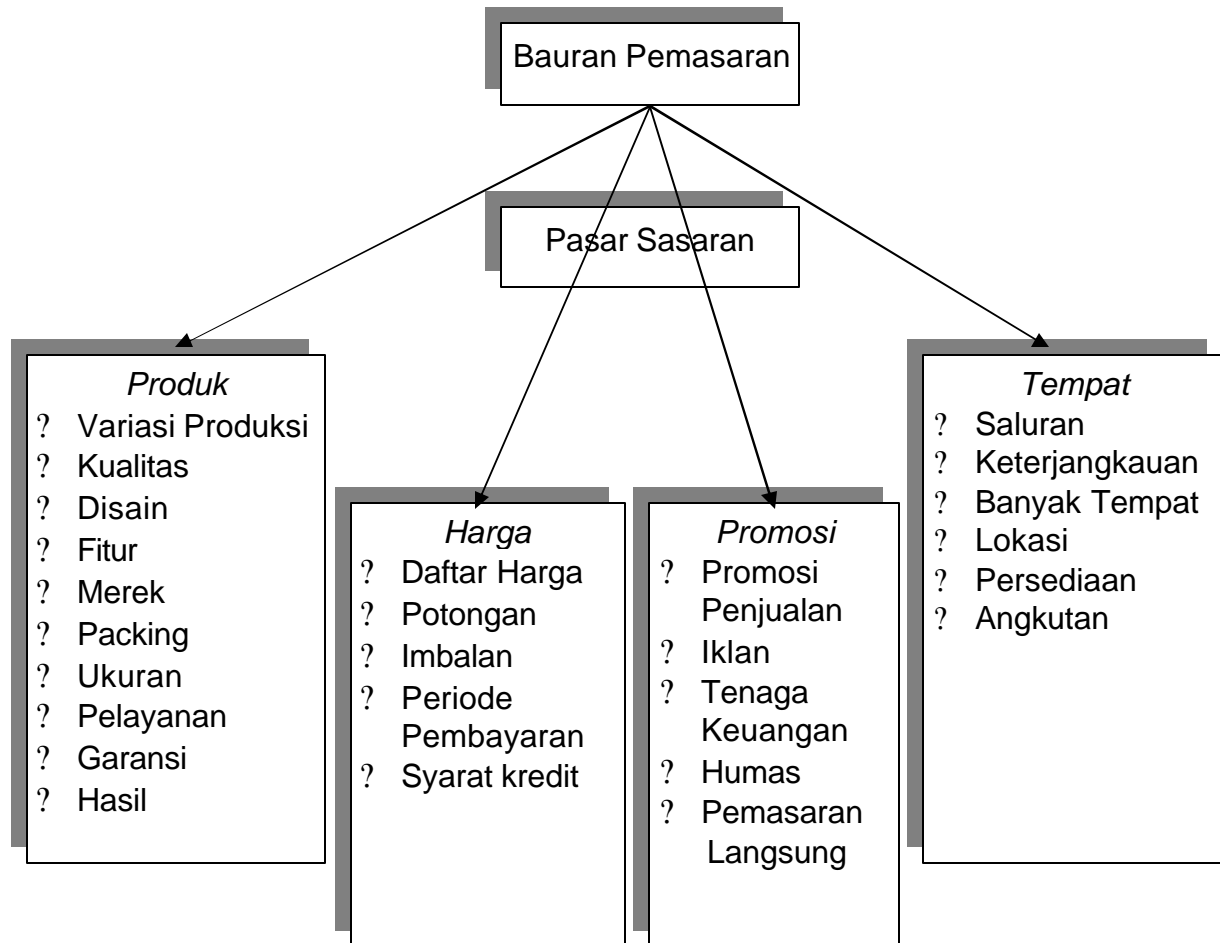 Bauran Pemasaran
Pasar Sasaran
Produk
? Variasi Produksi
? Kualitas
? Disain
? Fitur
? Merek
? Packing
? Ukuran
? Pelayanan
? Garansi
? Hasil
Harga
? Daftar Harga
? Potongan
? Imbalan
? Periode
Pembayaran
? Syarat kredit
Promosi
? Promosi
Penjualan
? Iklan
? Tenaga
Keuangan
? Humas
? Pemasaran
Langsung
Tempat
? Saluran
? Keterjangkauan
? Banyak Tempat
? Lokasi
? Persediaan
? Angkutan